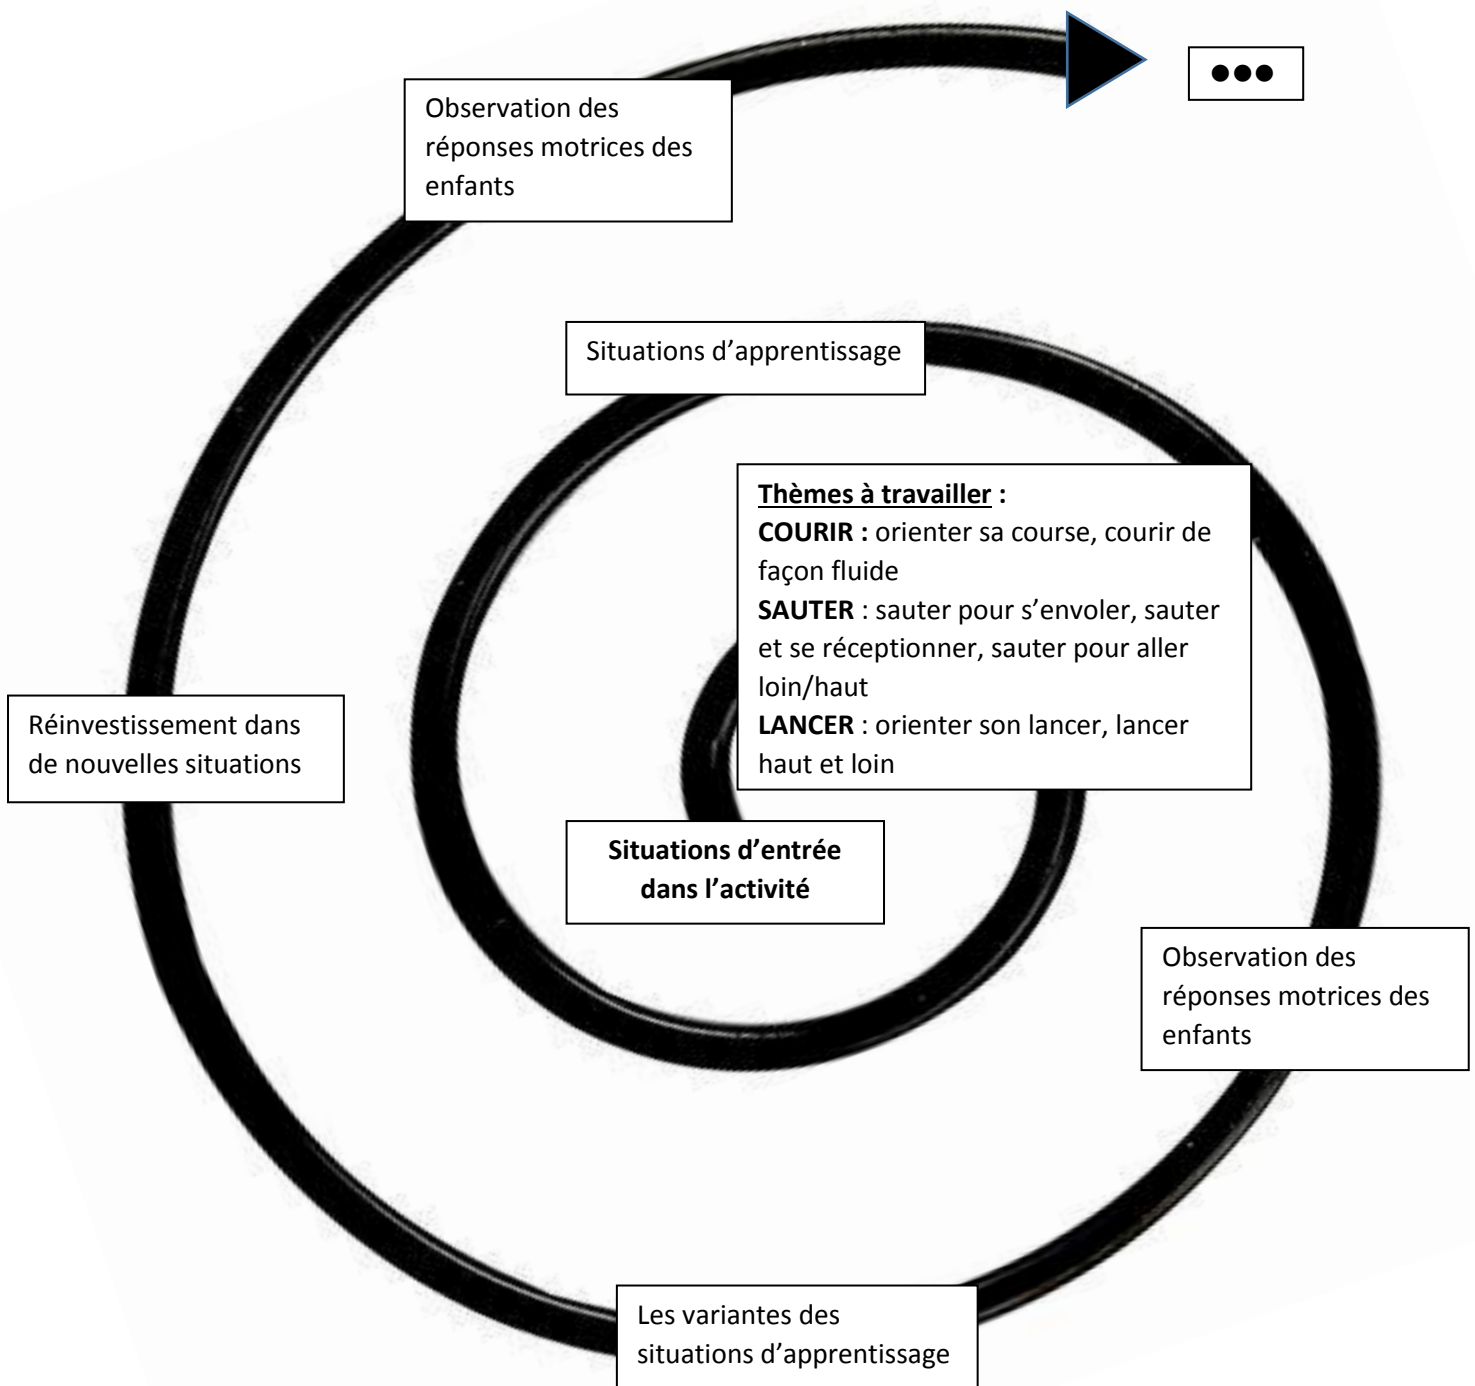 ●●●
Observation des
réponses motrices des
enfants
Situations d’apprentissage
Thèmes à travailler :
COURIR : orienter sa course, courir de
façon fluide
SAUTER : sauter pour s’envoler, sauter
et se réceptionner, sauter pour aller
loin/haut
LANCER : orienter son lancer, lancer
haut et loin
Réinvestissement dans
de nouvelles situations
Situations d’entrée
dans l’activité
Observation des
réponses motrices des
enfants
Les variantes des
situations d’apprentissage